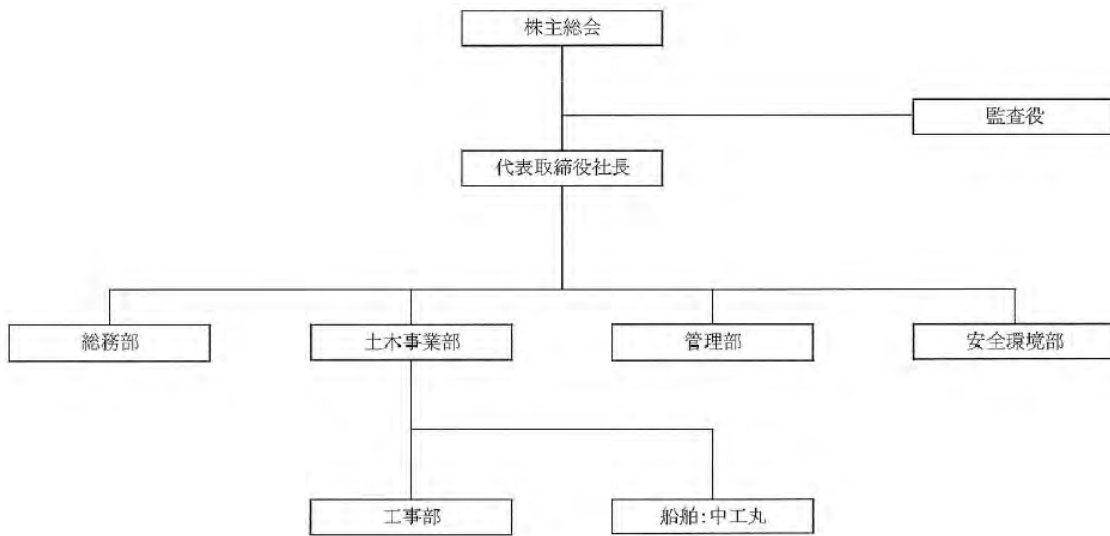 株主総会
監査役
代表取締役社長
総務部
土木事業部
管理部
安全環境部
工事部
船舶:中工丸